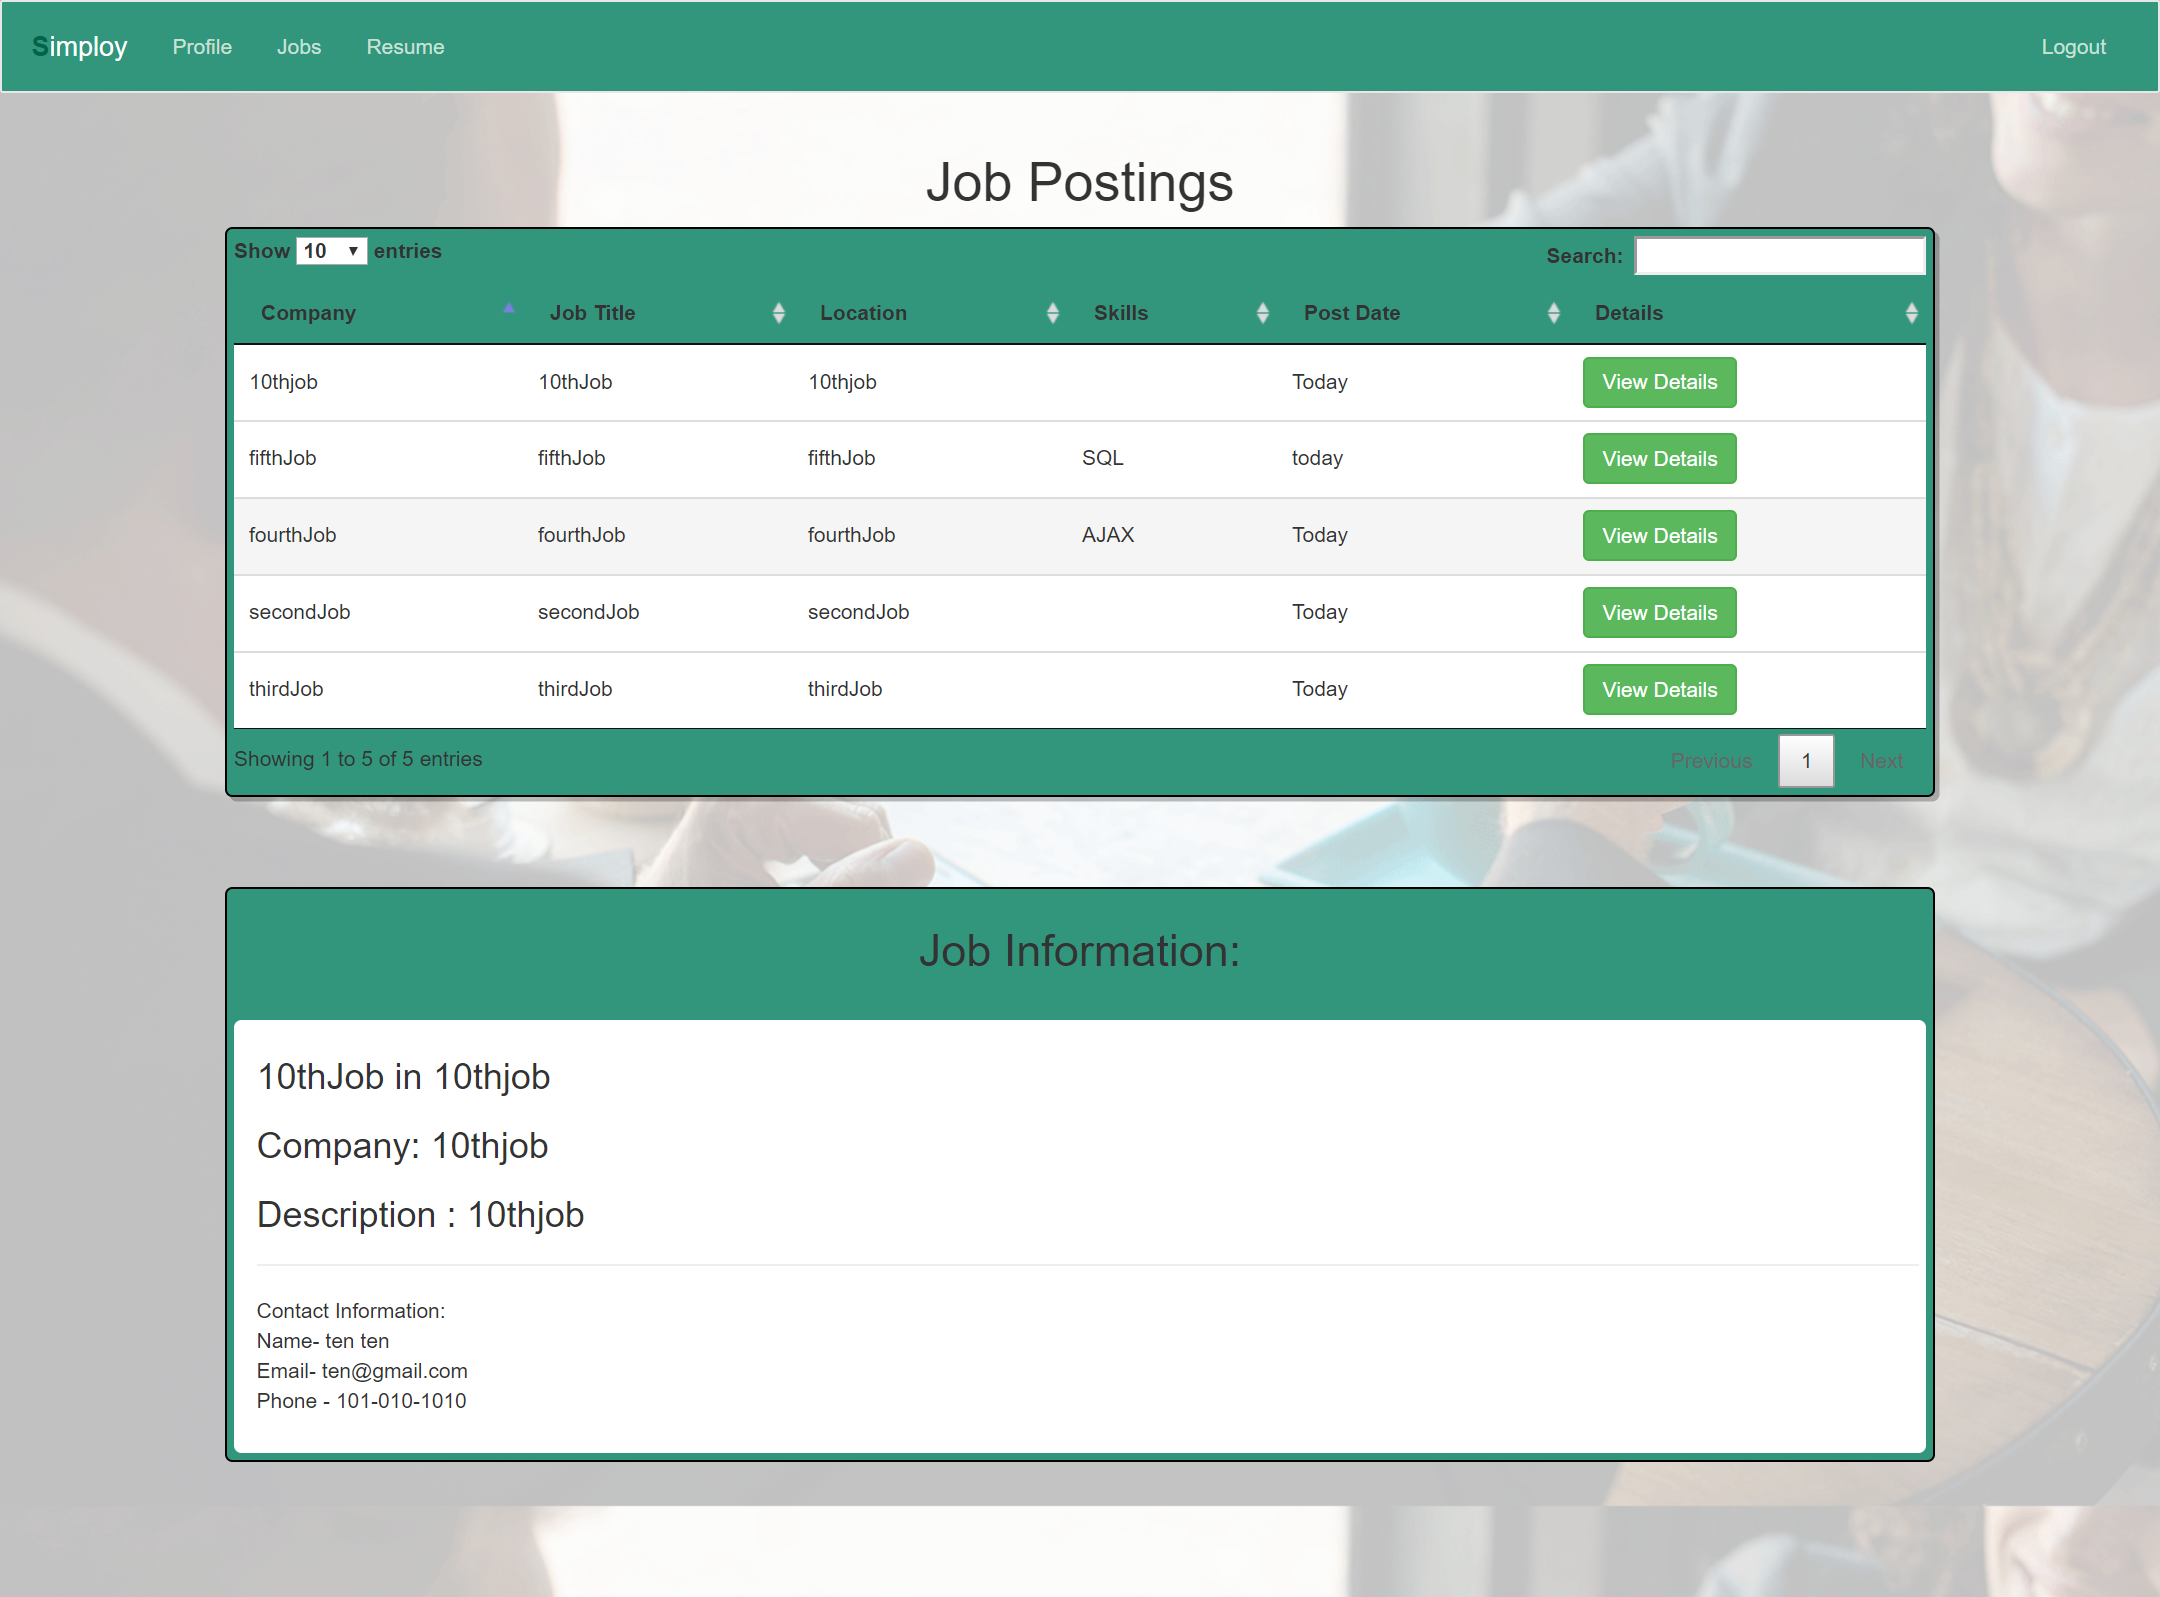 Simploy Profile Jobs Resume Logout
Job Postings
Show 10 entries Search:
Company Job Title Location Skills Post Date Details
10thjob 10thJob 10thjob Today View Details
fifthJob fifthJob fifthJob SQL today View Details
fourthJob fourthJob fourthJob AJAX Today View Details
secondJob secondJob secondJob Today View Details
thirdJob thirdJob thirdJob Today View Details
Showing 1 to 5 of 5 entries Previous 1 Next
Job Information:
10thJob in 10thjob
Company: 10thjob
Description : 10thjob
Contact Information:
Name- ten ten
Email- ten@gmail.com
Phone - 101-010-1010